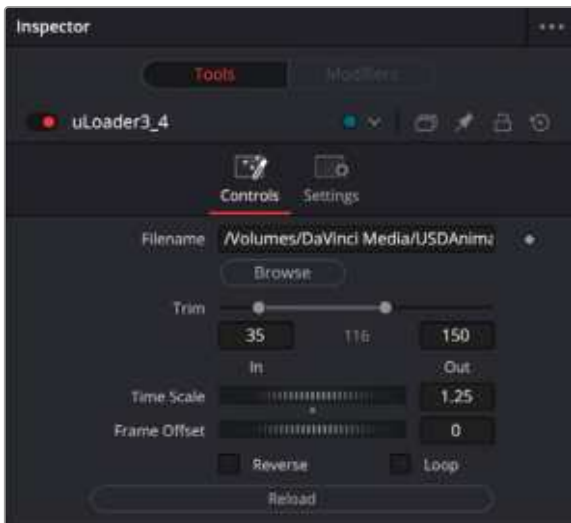 Inspector
Tools Modifiers
uLoader3_4
Controls Settings
Filename /Volumes/DaVinci Media/USDAnima
Browse
Trim
35 116 150
In Out
Time Scale 1.25
Frame Offset 0
Reverse Loop
Reload